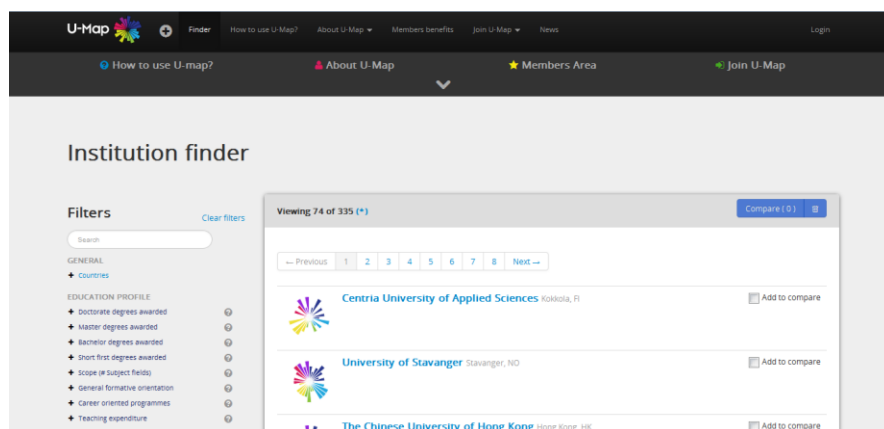 U-Map Finder How to use U-Map? About U-Map Members benefits Join U-Map News Login
How to use U-map? About U-Map Members Area Join U-Map
Institution finder
Filters Clear filters
Search
GENERAL
+ Countries
EDUCATION PROFILE
+ Doctorate degrees awarded
+ Master degrees awarded
+ Bachelor degrees awarded
+ Short first degrees awarded
+ Scope (# Subject fields)
+ General formative orientation
+ Career oriented programmes
+ Teaching expenditure
Viewing 74 of 335 (*) Compare ( 0 )
← Previous 1 2 3 4 5 6 7 8 Next →
Centria University of Applied Sciences Kokkola, FI Add to compare
University of Stavanger Stavanger, NO Add to compare
The Chinese University of Hong Kong Hong Kong, HK Add to compare